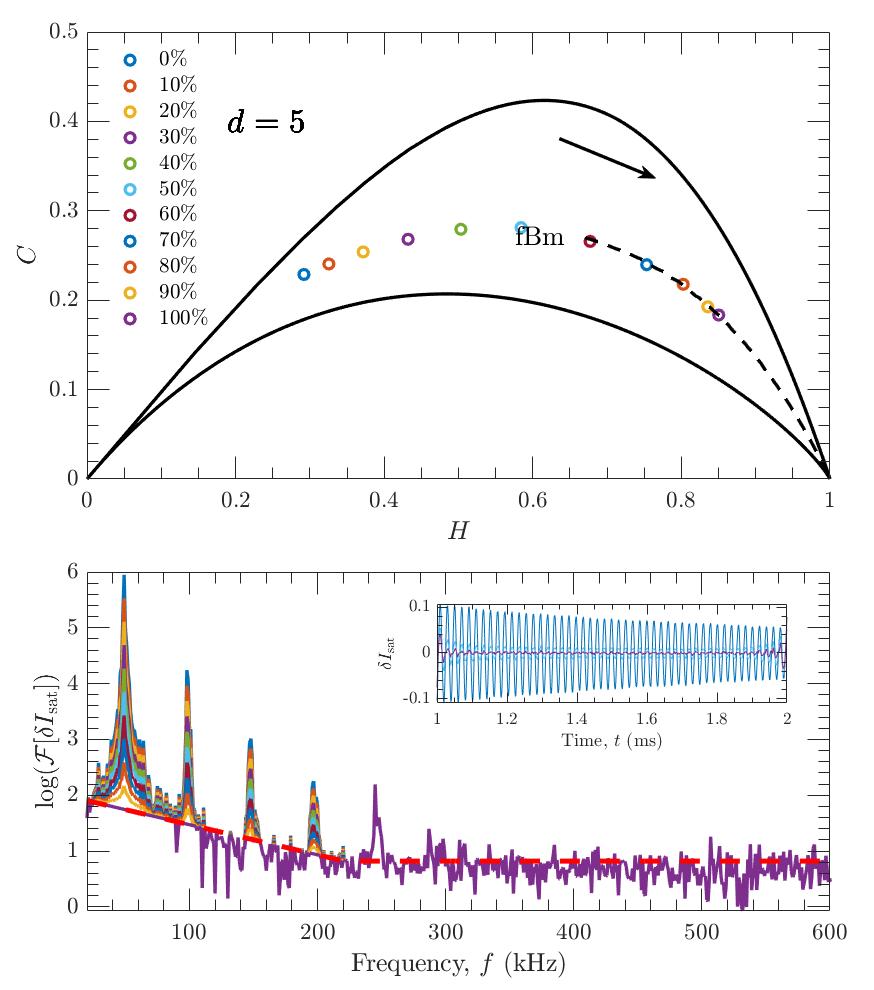 0.5
0.4
0.3
0.2
0.1
0
C
0%
10%
20%
30%
40%
50%
60%
70%
80%
90%
100%
d = 5
fBm
0 0.2 0.4 0.6 0.8 1
H
6
5
4
3
2
1
0
log(ℱ[δI_sat])
0.1
0
-0.1
δI_sat
1 1.2 1.4 1.6 1.8 2
Time, t (ms)
100 200 300 400 500 600
Frequency, f (kHz)